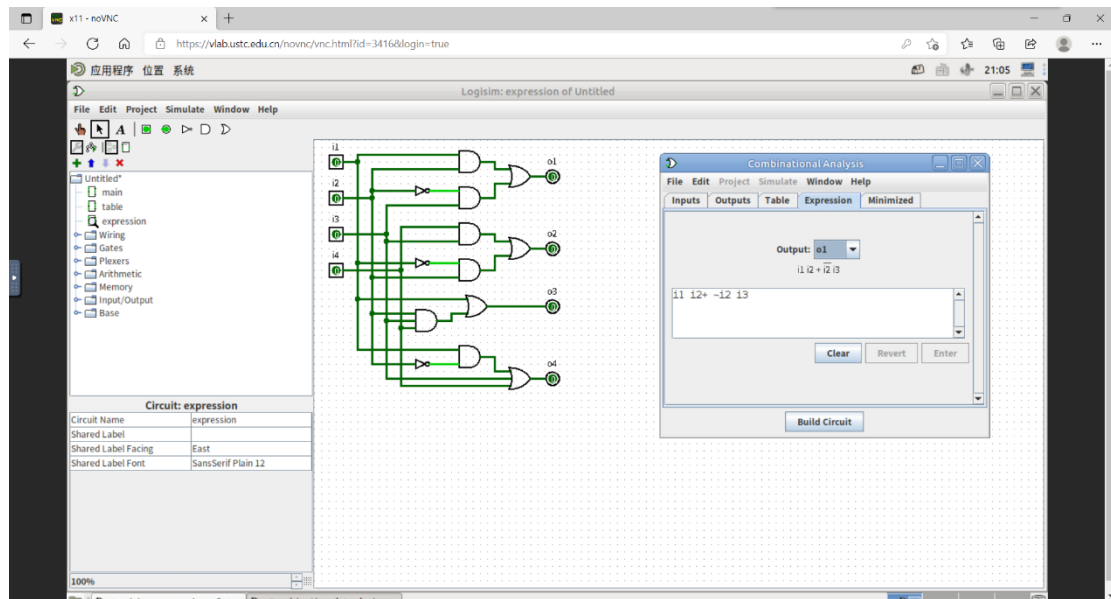 x11 - noVNC
https://vlab.ustc.edu.cn/novnc/vnc.html?id=3416&login=true
应用程序 位置 系统 21:05
Logisim: expression of Untitled
File Edit Project Simulate Window Help
A
Untitled*
main
table
expression
Wiring
Gates
Plexers
Arithmetic
Memory
Input/Output
Base
Circuit: expression
Circuit Name expression
Shared Label
Shared Label Facing East
Shared Label Font SansSerif Plain 12
100%
i1
i2
i3
i4
o1
o2
o3
o4
Combinational Analysis
File Edit Project Simulate Window Help
Inputs Outputs Table Expression Minimized
Output: o1
i1 i2 + i̅2̅ i3
i1 i2+ ~i2 i3
Clear Revert Enter
Build Circuit